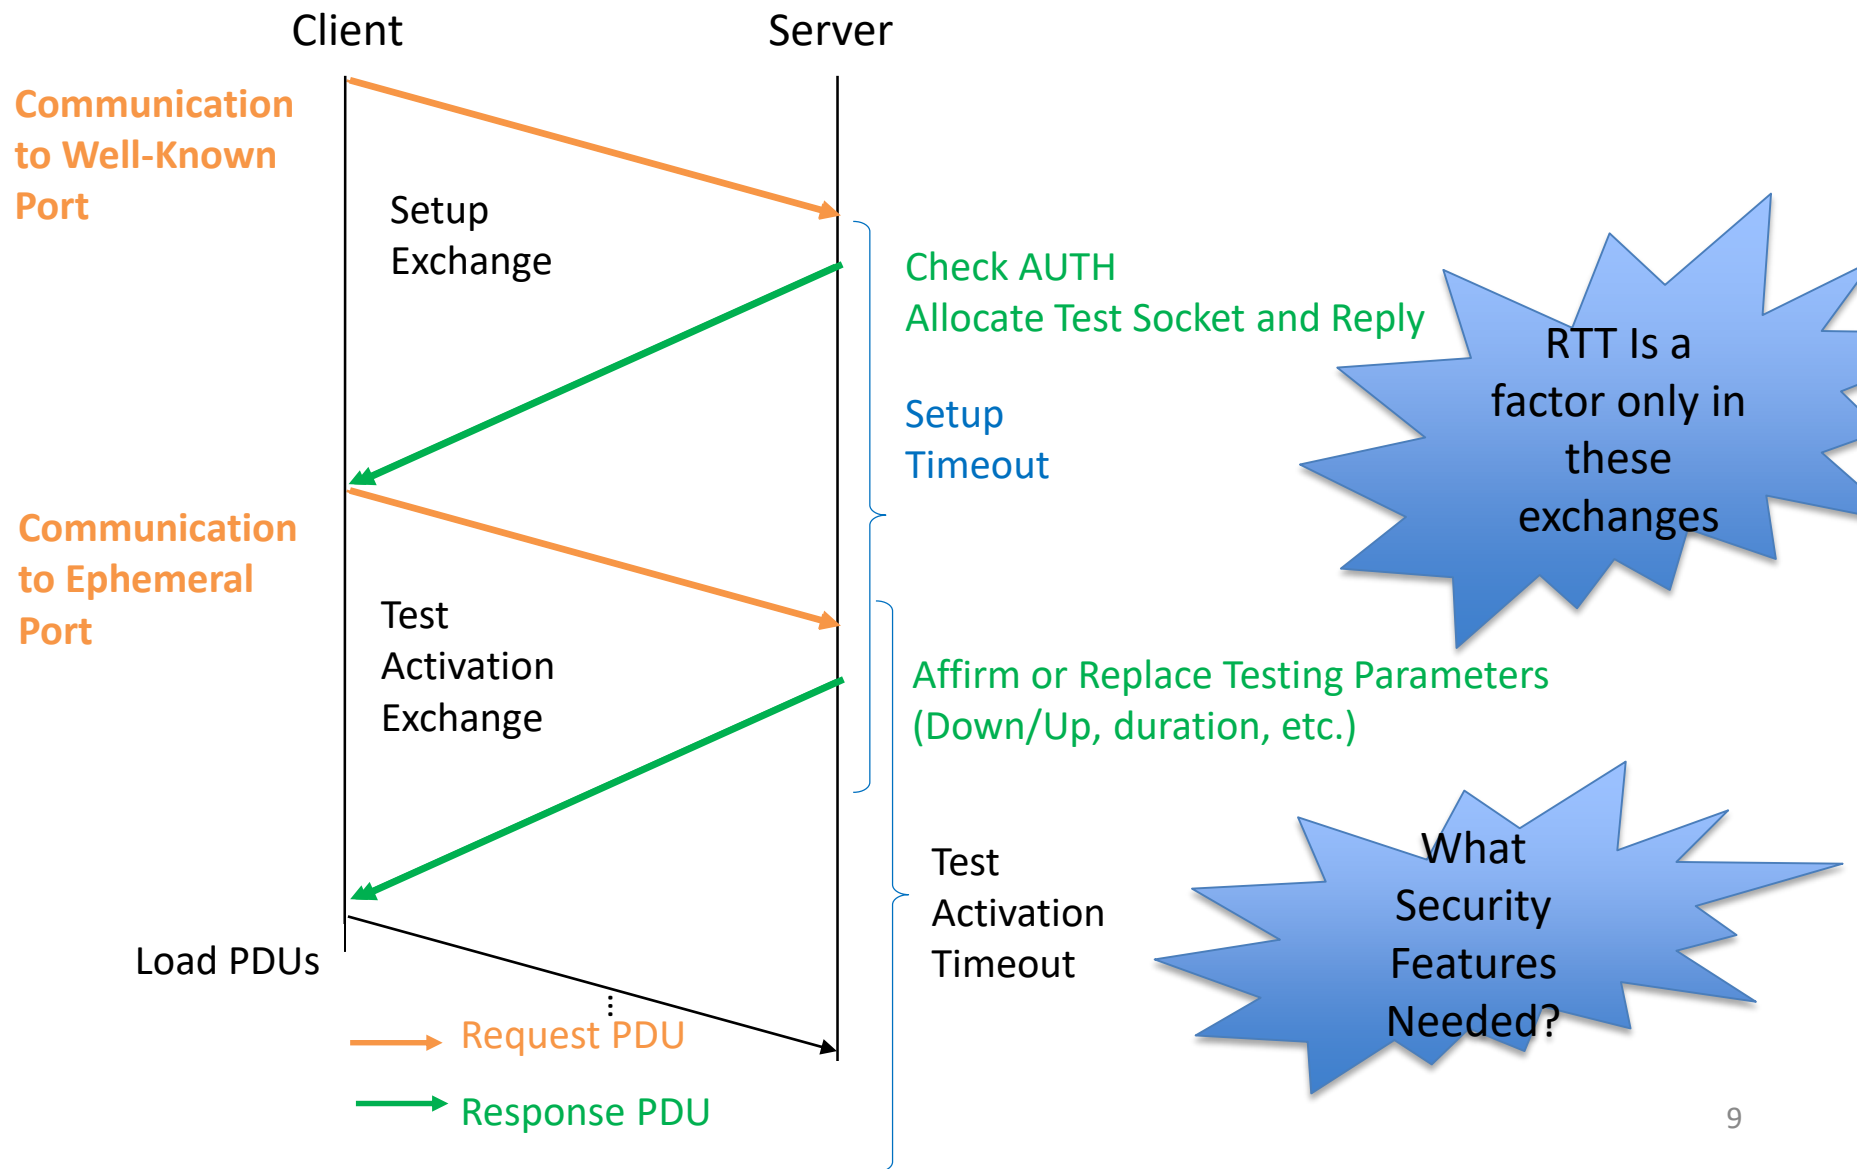 Client
Server
Communication
to Well-Known
Port
Setup
Exchange
Check AUTH
Allocate Test Socket and Reply
Setup
Timeout
RTT Is a
factor only in
these
exchanges
Communication
to Ephemeral
Port
Test
Activation
Exchange
Affirm or Replace Testing Parameters
(Down/Up, duration, etc.)
Test
Activation
Timeout
What
Security
Features
Needed?
Load PDUs
...
Request PDU
Response PDU
9